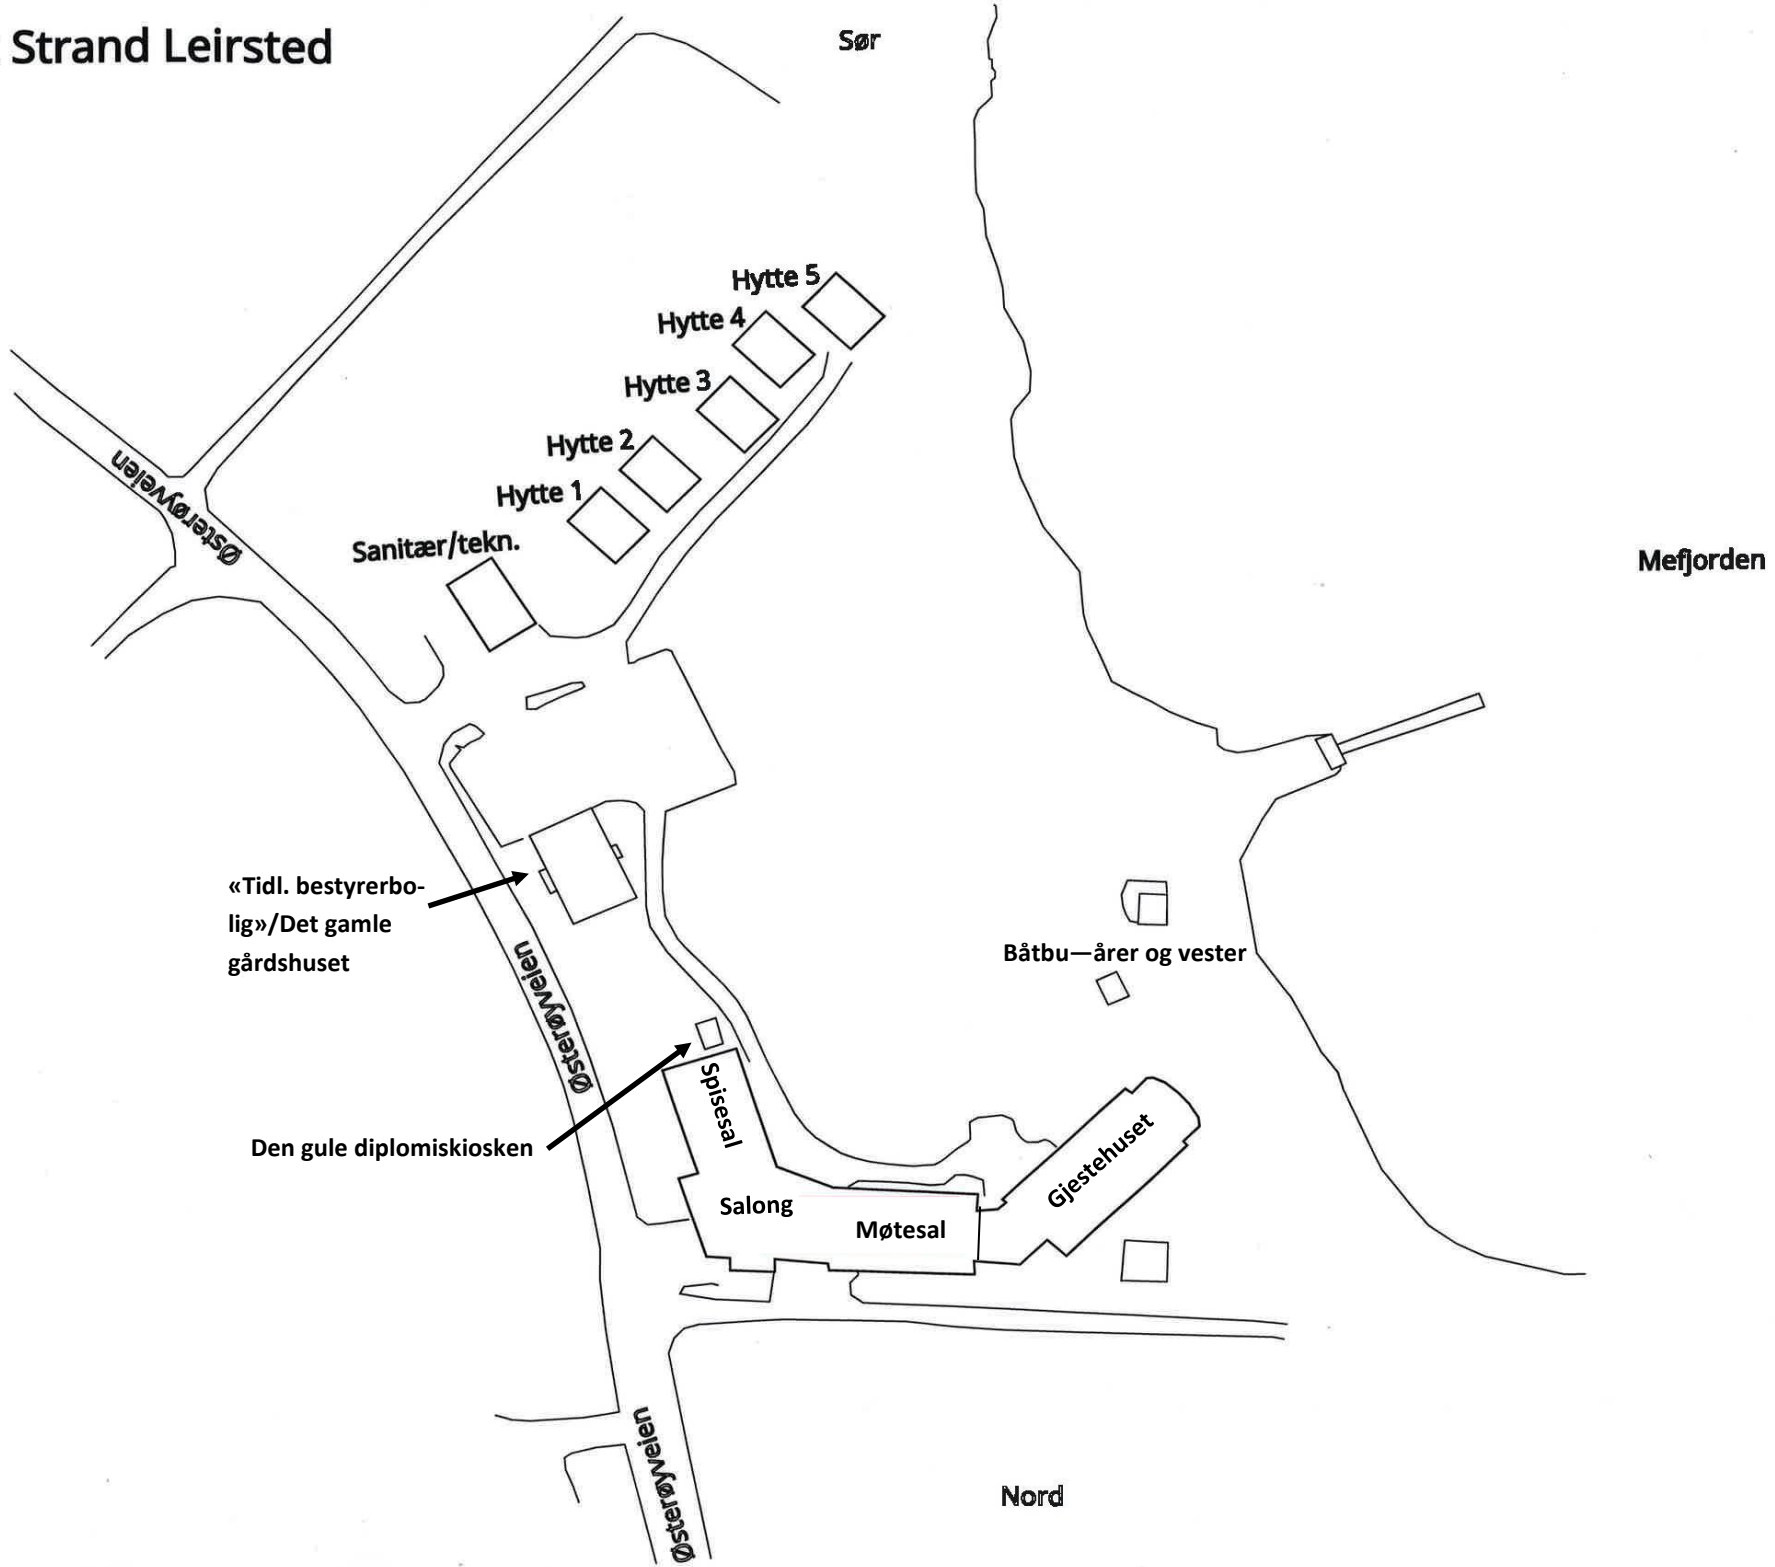 Strand Leirsted
Sør
Hytte 5
Hytte 4
Hytte 3
Hytte 2
Hytte 1
Østerøyveien
Sanitær/tekn.
Mefjorden
«Tidl. bestyrerbo-
lig»/Det gamle
gårdshuset
Østerøyveien
Båtbu—årer og vester
Spisesal
Den gule diplomiskiosken
Gjestehuset
Salong
Møtesal
Østerøyveien
Nord